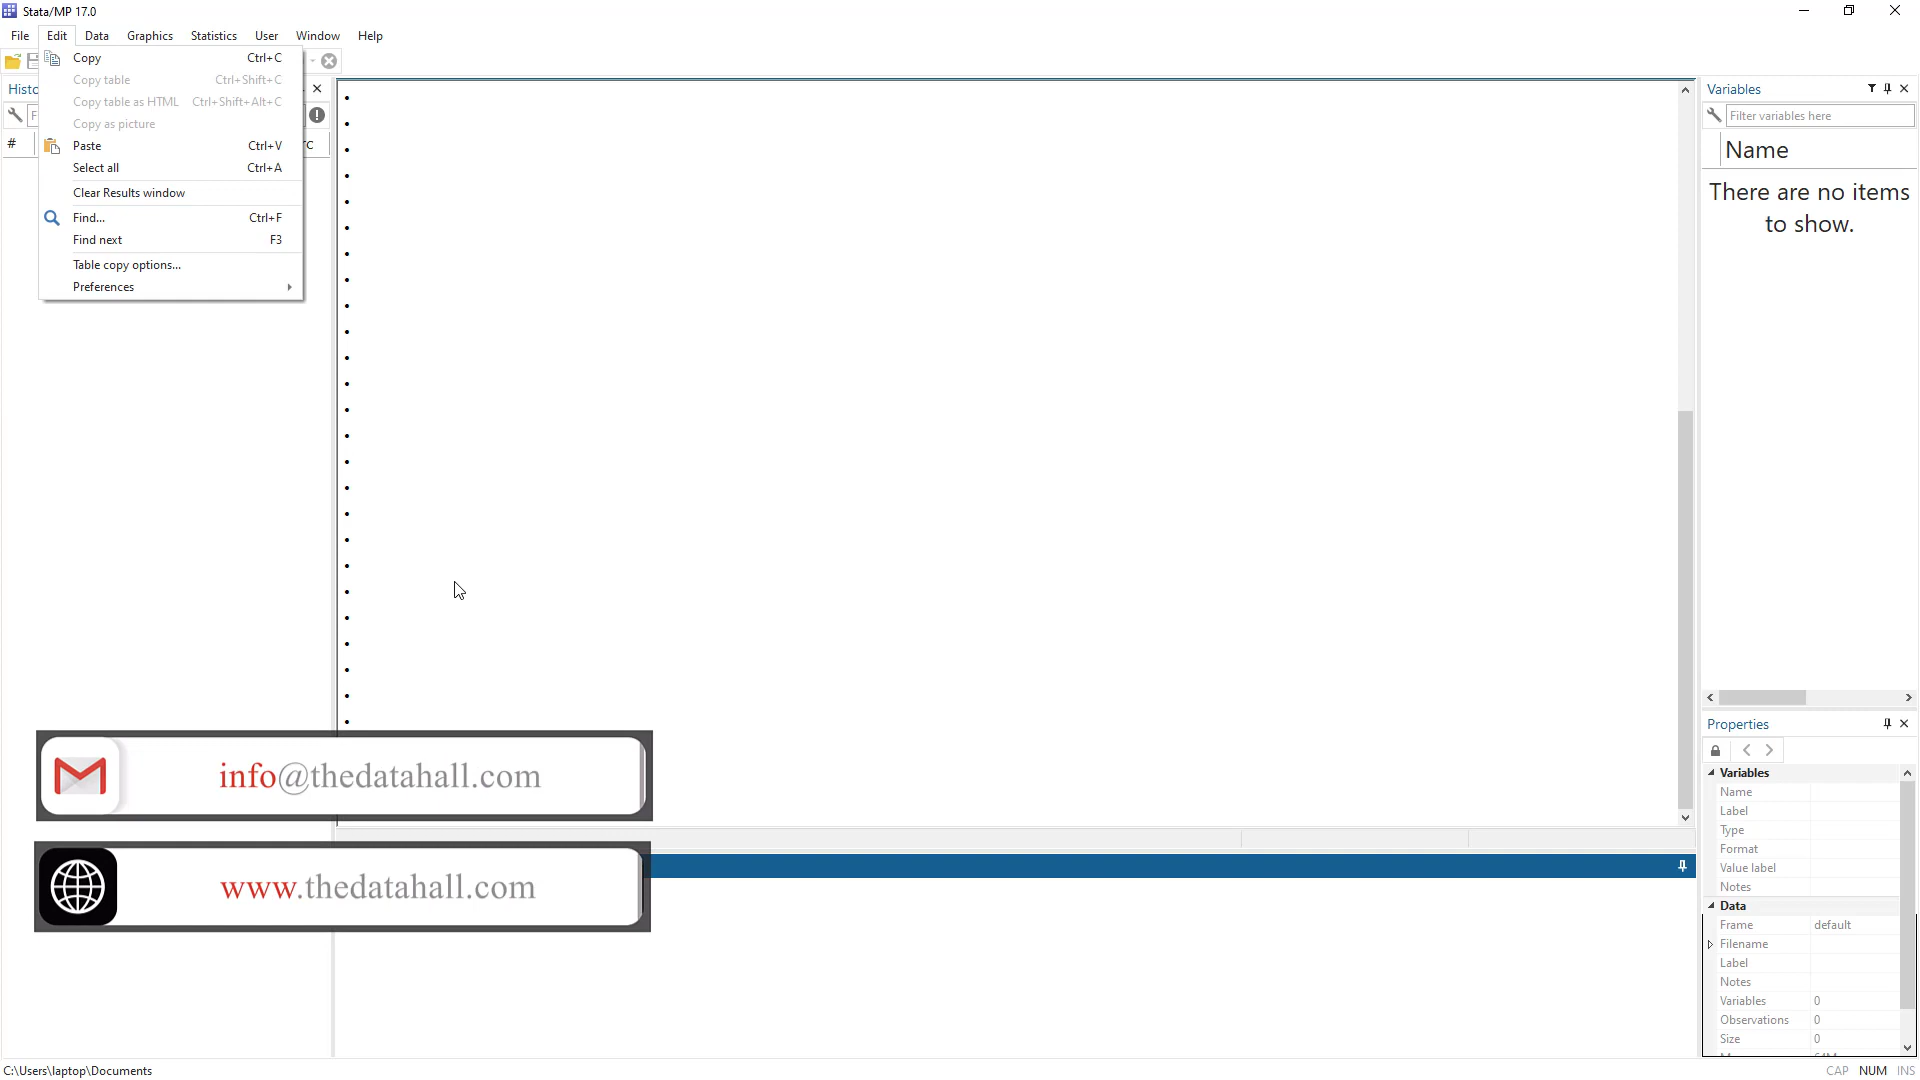 Stata/MP 17.0
File Edit Data Graphics Statistics User Window Help
Copy Ctrl+C
Copy table Ctrl+Shift+C
Copy table as HTML Ctrl+Shift+Alt+C
Copy as picture
Paste Ctrl+V
Select all Ctrl+A
Clear Results window
Find... Ctrl+F
Find next F3
Table copy options...
Preferences
#
Variables
Filter variables here
Name
There are no items
to show.
info@thedatahall.com
www.thedatahall.com
Properties
Variables
Name
Label
Type
Format
Value label
Notes
Data
Frame default
Filename
Label
Notes
Variables 0
Observations 0
Size 0
C:\Users\laptop\Documents
CAP NUM INS